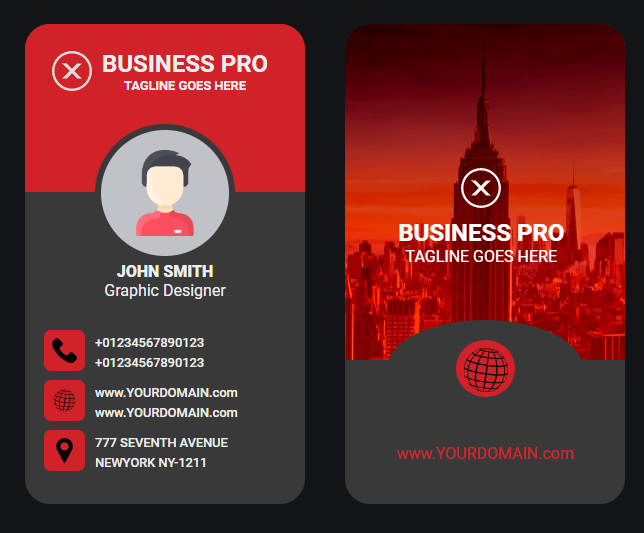 BUSINESS PRO
TAGLINE GOES HERE
JOHN SMITH
Graphic Designer
+01234567890123
+01234567890123
www.YOURDOMAIN.com
www.YOURDOMAIN.com
777 SEVENTH AVENUE
NEWYORK NY-1211
BUSINESS PRO
TAGLINE GOES HERE
www.YOURDOMAIN.com